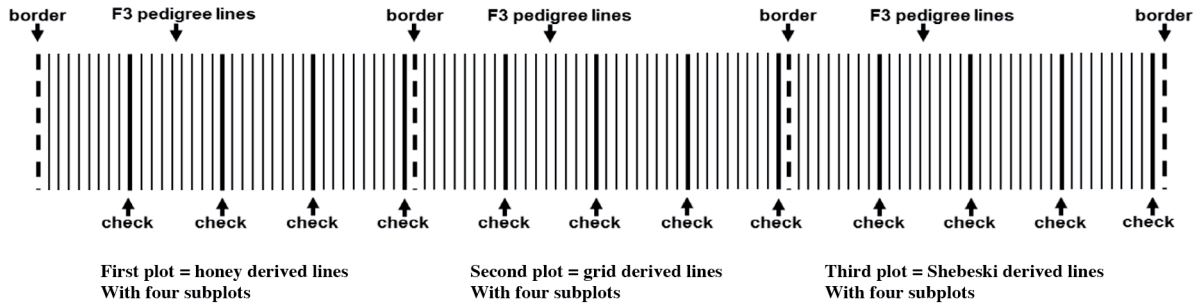 border F3 pedigree lines border F3 pedigree lines border F3 pedigree lines border
check check check check check check check check check check check check
First plot = honey derived lines
With four subplots
Second plot = grid derived lines
With four subplots
Third plot = Shebeski derived lines
With four subplots